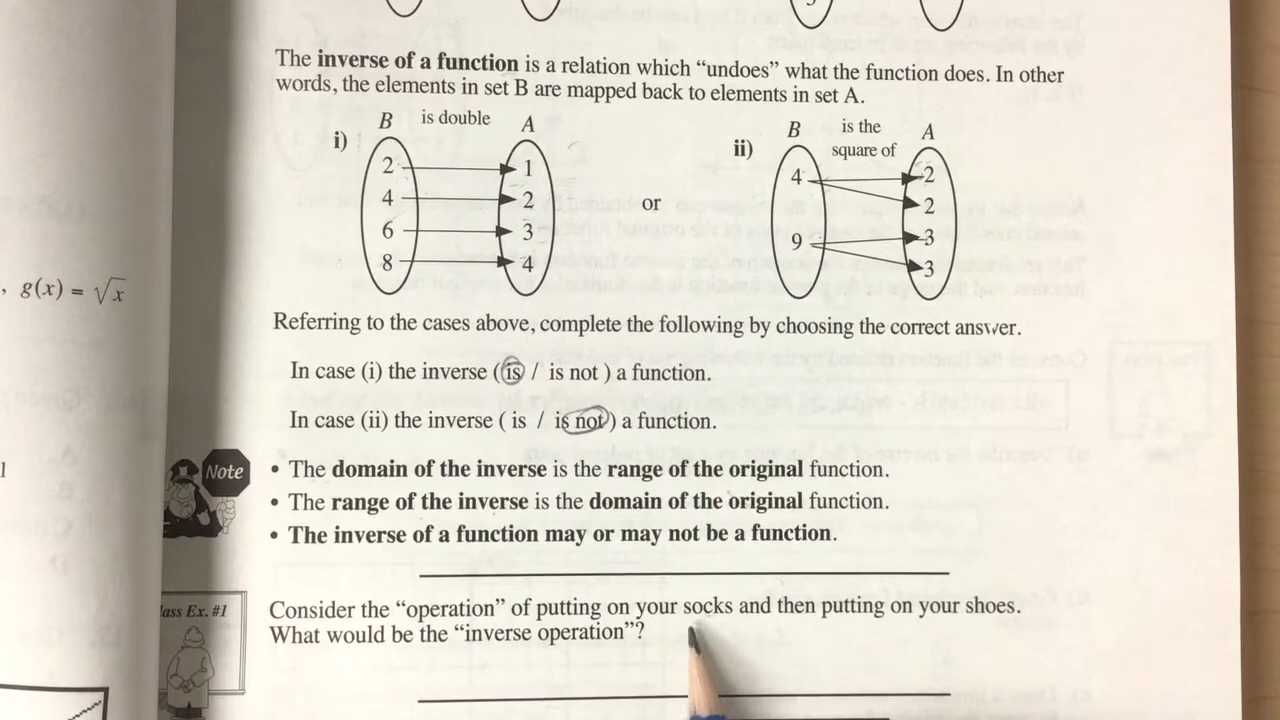 The inverse of a function is a relation which “undoes” what the function does. In other
words, the elements in set B are mapped back to elements in set A.
i) B is double A
2 1
4 2
6 3
8 4
or
ii) B is the square of A
4 -2
2
9 -3
3
, g(x) = √x
Referring to the cases above, complete the following by choosing the correct answer.
In case (i) the inverse ( is / is not ) a function.
In case (ii) the inverse ( is / is not ) a function.
1
Note
• The domain of the inverse is the range of the original function.
• The range of the inverse is the domain of the original function.
• The inverse of a function may or may not be a function.
ass Ex. #1
Consider the “operation” of putting on your socks and then putting on your shoes.
What would be the “inverse operation”?